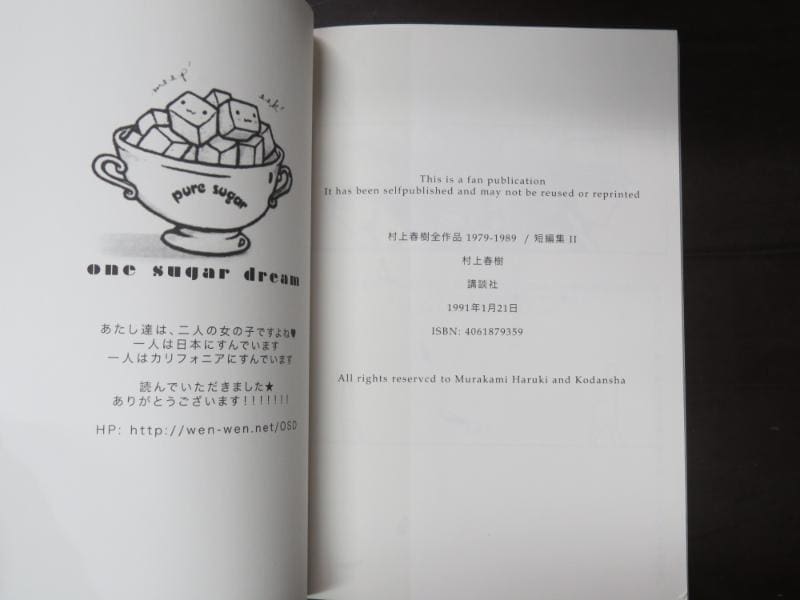 meep!
eek!
pure sugar
one sugar dream
あたし達は、二人の女の子ですよね♥
一人は日本にすんでいます
一人はカリフォニアにすんでいます
読んでいただきました★
ありがとうございます!!!!!!!
HP: http://wen-wen.net/OSD
This is a fan publication
It has been selfpublished and may not be reused or reprinted
村上春樹全作品 1979-1989 / 短編集 II
村上春樹
講談社
1991年1月21日
ISBN: 4061879359
All rights reserved to Murakami Haruki and Kodansha